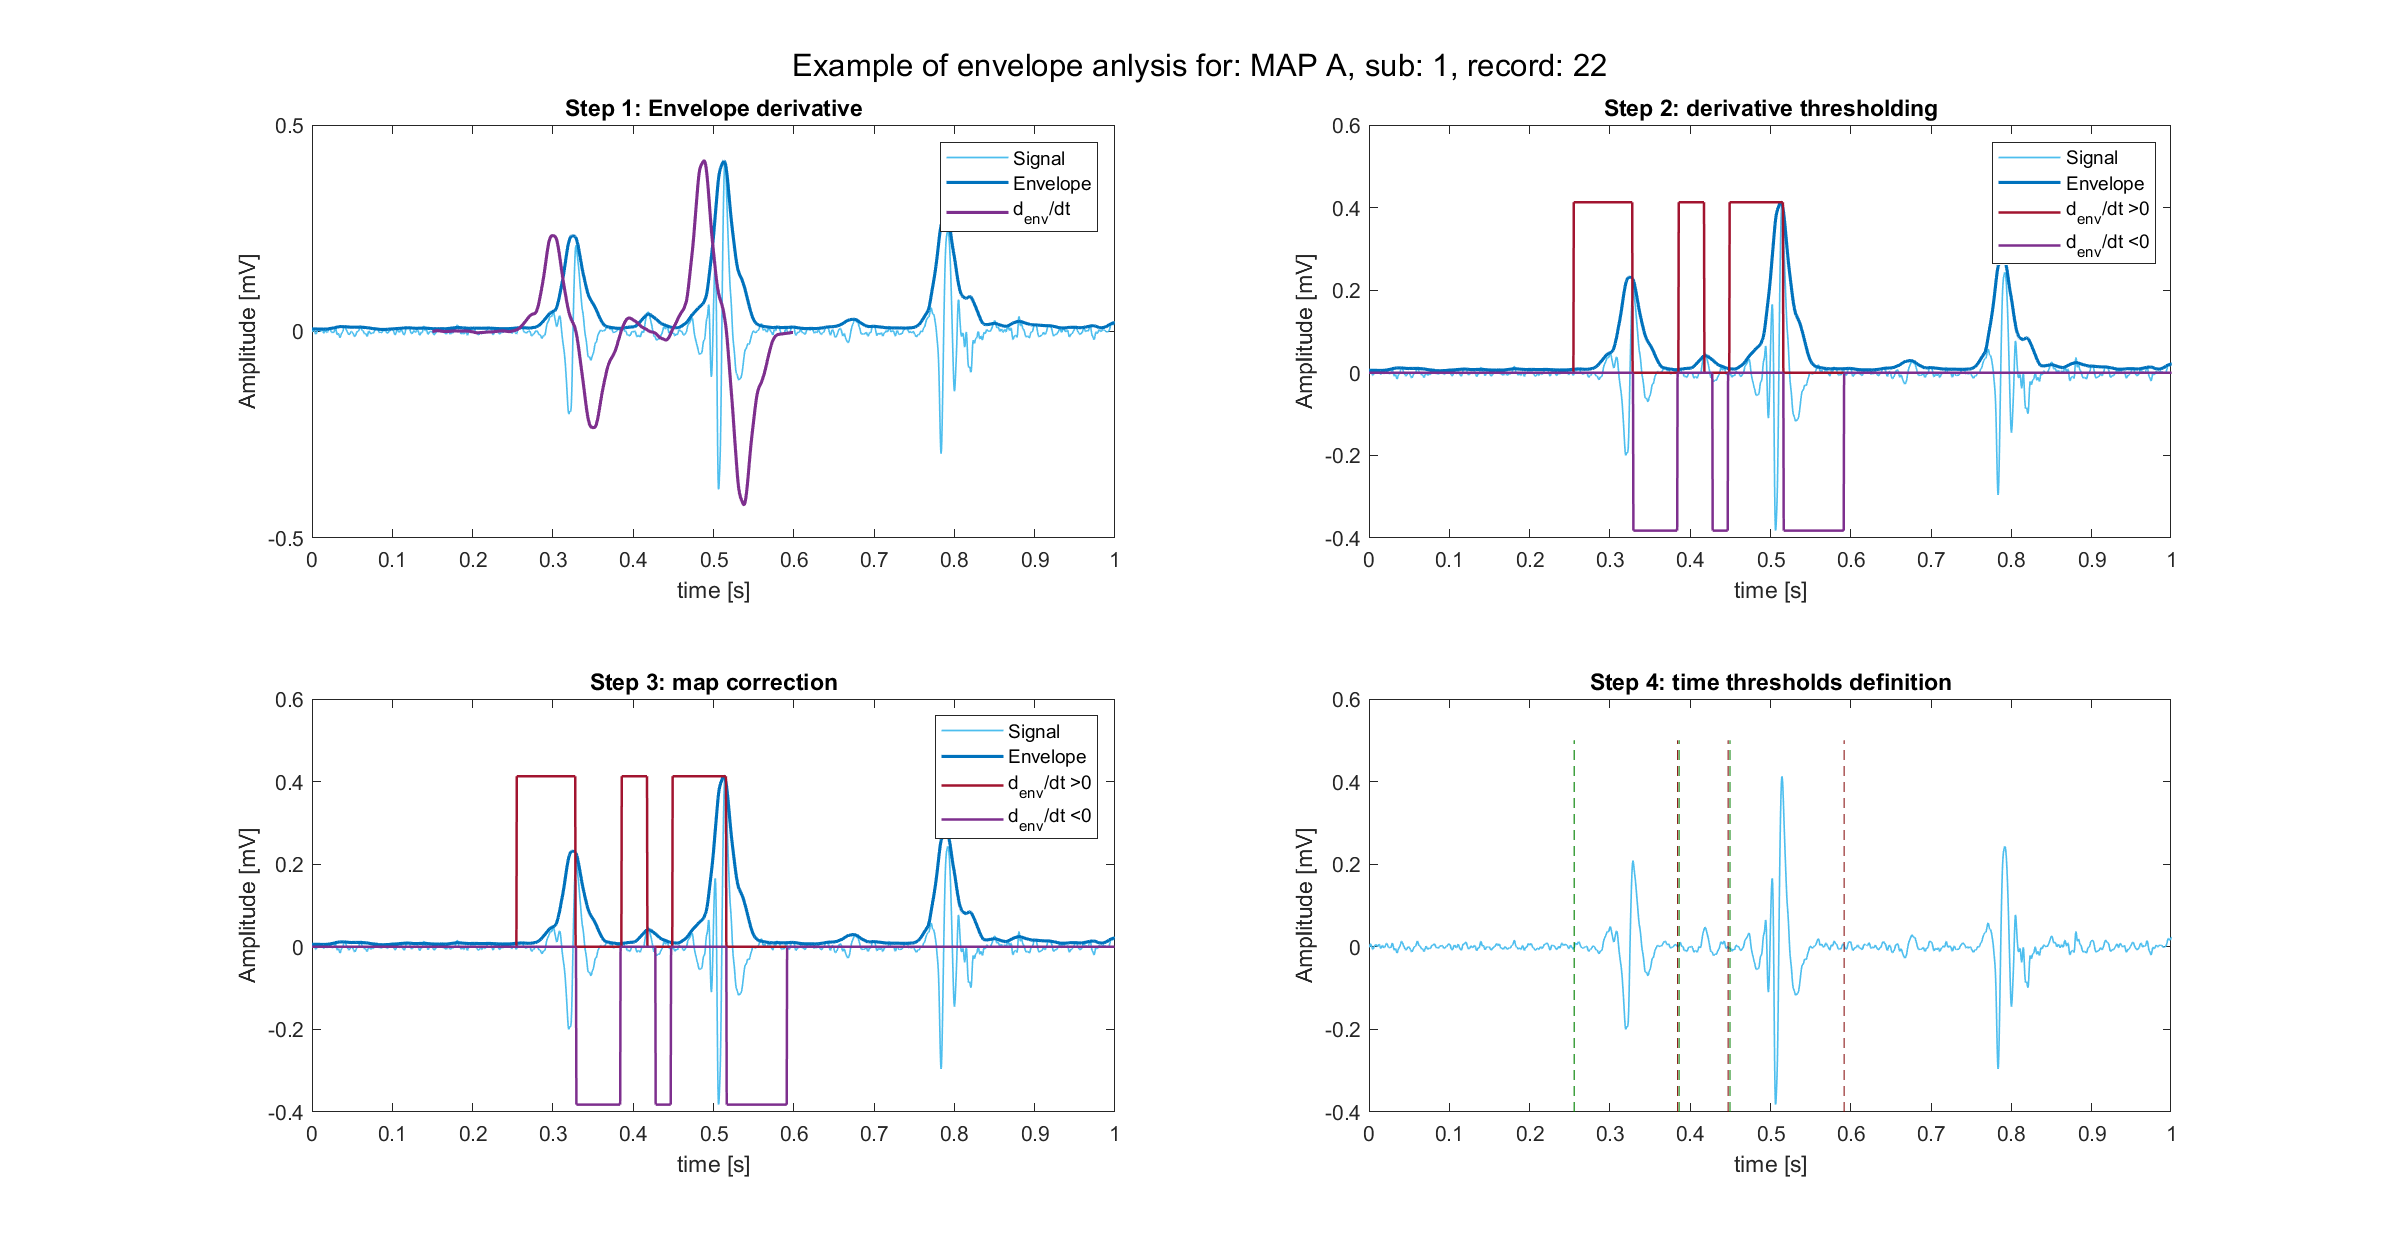 Example of envelope anlysis for: MAP A, sub: 1, record: 22
Step 1: Envelope derivative
0.5
0
-0.5
Amplitude [mV]
Signal
Envelope
d_env/dt
0 0.1 0.2 0.3 0.4 0.5 0.6 0.7 0.8 0.9 1
time [s]
Step 2: derivative thresholding
0.6
0.4
0.2
0
-0.2
-0.4
Amplitude [mV]
Signal
Envelope
d_env/dt >0
d_env/dt <0
0 0.1 0.2 0.3 0.4 0.5 0.6 0.7 0.8 0.9 1
time [s]
Step 3: map correction
0.6
0.4
0.2
0
-0.2
-0.4
Amplitude [mV]
Signal
Envelope
d_env/dt >0
d_env/dt <0
0 0.1 0.2 0.3 0.4 0.5 0.6 0.7 0.8 0.9 1
time [s]
Step 4: time thresholds definition
0.6
0.4
0.2
0
-0.2
-0.4
Amplitude [mV]
0 0.1 0.2 0.3 0.4 0.5 0.6 0.7 0.8 0.9 1
time [s]